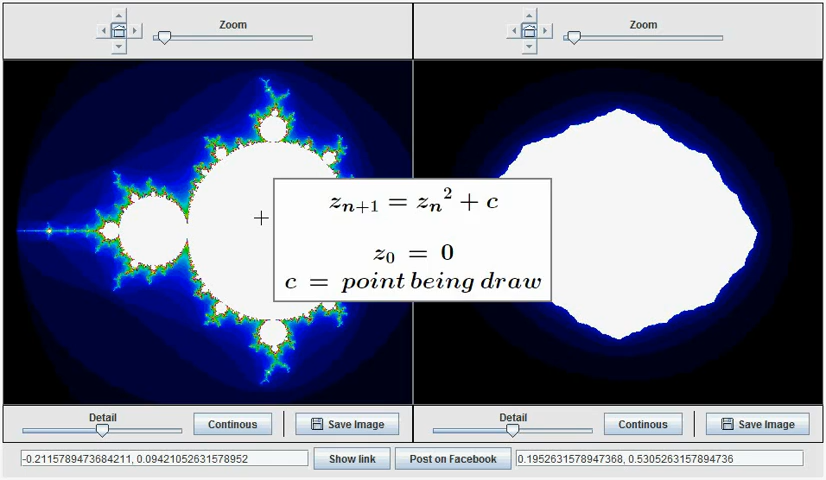 Zoom
Zoom
z_{n+1} = z_n^2 + c
z_0 = 0
c = point being draw
Detail
Continous
Save Image
Detail
Continous
Save Image
-0.2115789473684211, 0.09421052631578952
Show link
Post on Facebook
0.1952631578947368, 0.5305263157894736